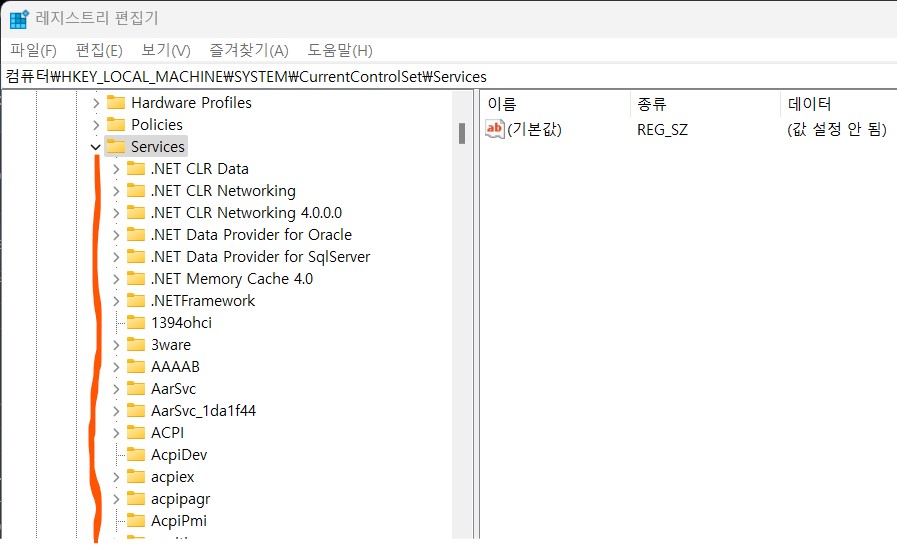 레지스트리 편집기
파일(F) 편집(E) 보기(V) 즐겨찾기(A) 도움말(H)
컴퓨터₩HKEY_LOCAL_MACHINE₩SYSTEM₩CurrentControlSet₩Services
이름 종류 데이터
ab (기본값) REG_SZ (값 설정 안 됨)
Hardware Profiles
Policies
Services
.NET CLR Data
.NET CLR Networking
.NET CLR Networking 4.0.0.0
.NET Data Provider for Oracle
.NET Data Provider for SqlServer
.NET Memory Cache 4.0
.NETFramework
1394ohci
3ware
AAAAB
AarSvc
AarSvc_1da1f44
ACPI
AcpiDev
acpiex
acpipagr
AcpiPmi